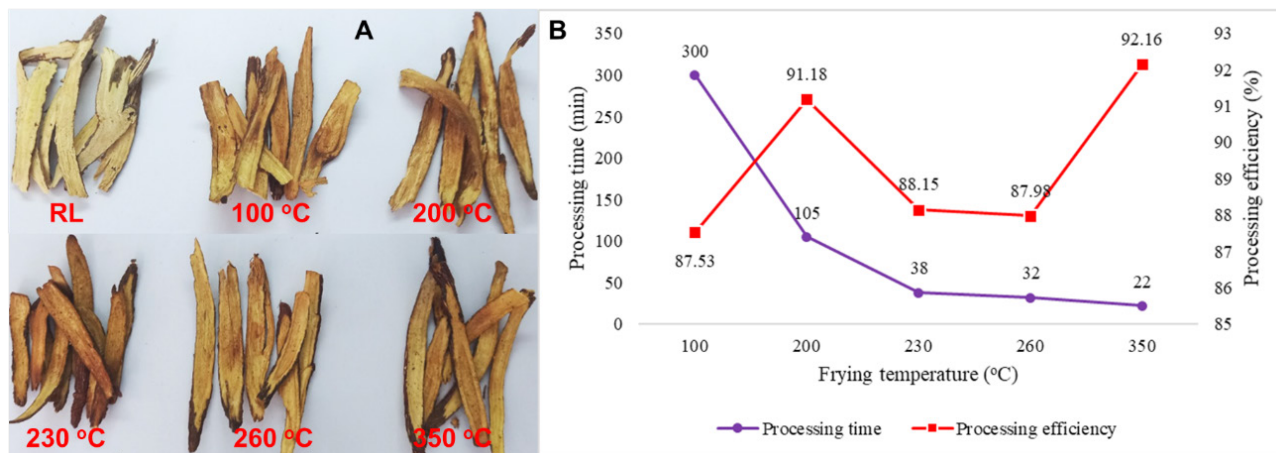 A
RL
100 °C
200 °C
230 °C
260 °C
350 °C
B
Processing time (min)
350
300
250
200
150
100
50
0
300
105
38
32
22
87.53
91.18
88.15
87.98
92.16
93
92
91
90
89
88
87
86
85
Processing efficiency (%)
100
200
230
260
350
Frying temperature (°C)
Processing time
Processing efficiency